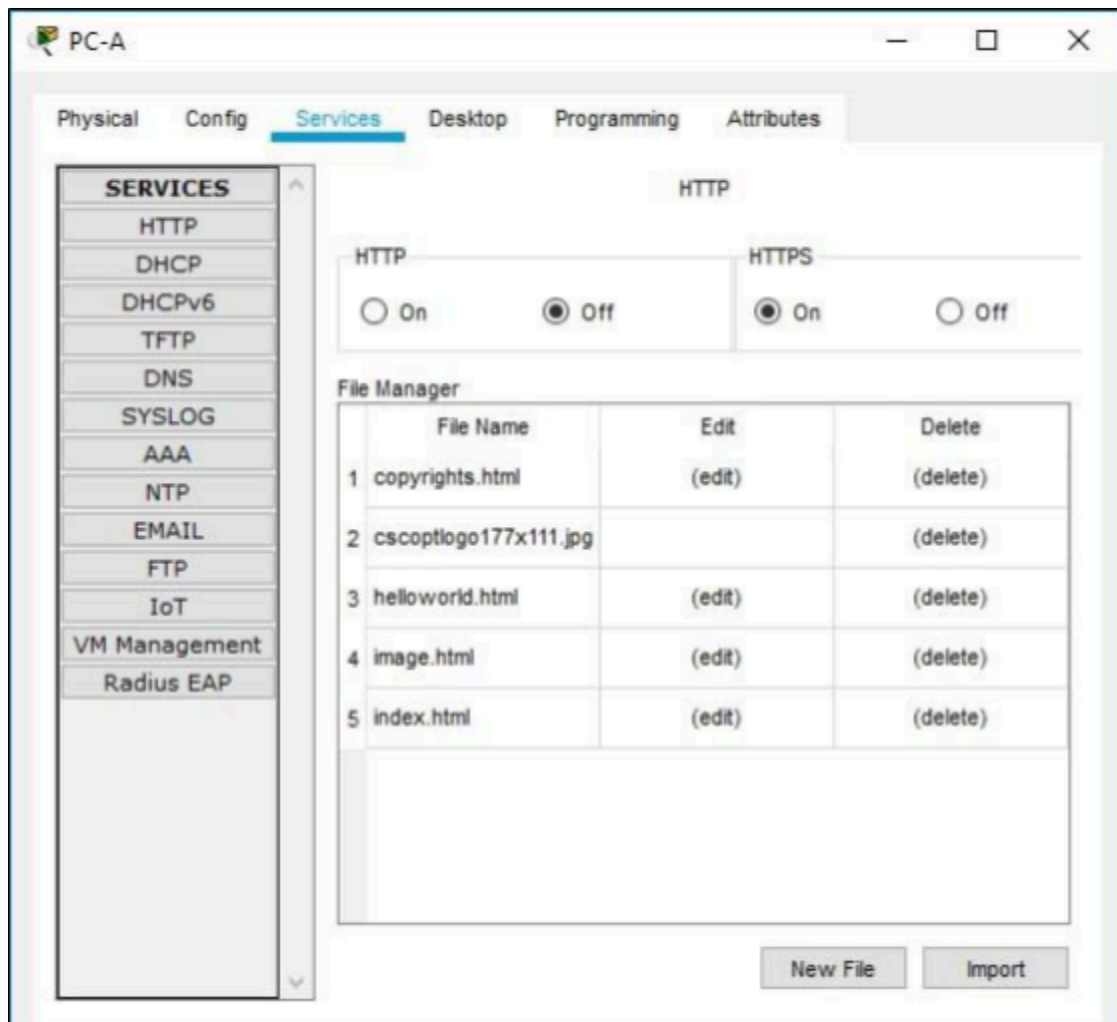 PC-A
Physical Config Services Desktop Programming Attributes
SERVICES
HTTP
DHCP
DHCPv6
TFTP
DNS
SYSLOG
AAA
NTP
EMAIL
FTP
IoT
VM Management
Radius EAP
HTTP
HTTP HTTPS
On Off On Off
File Manager
File Name Edit Delete
1 copyrights.html (edit) (delete)
2 cscoptlogo177x111.jpg (delete)
3 helloworld.html (edit) (delete)
4 image.html (edit) (delete)
5 index.html (edit) (delete)
New File Import